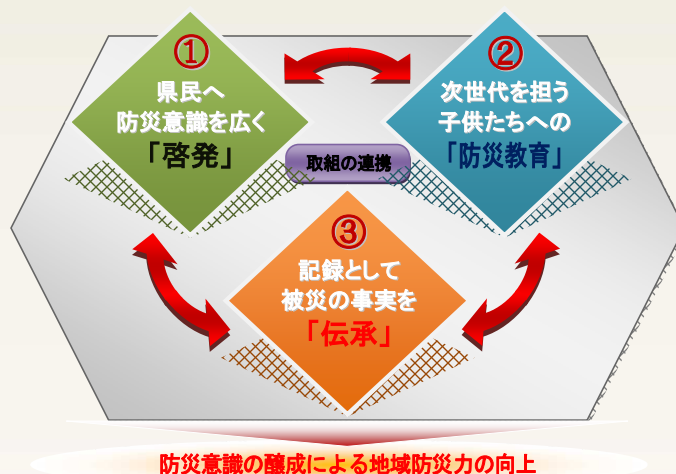 ①
県民へ
防災意識を広く
「啓発」
②
次世代を担う
子供たちへの
「防災教育」
取組の連携
③
記録として
被災の事実を
「伝承」
防災意識の醸成による地域防災力の向上